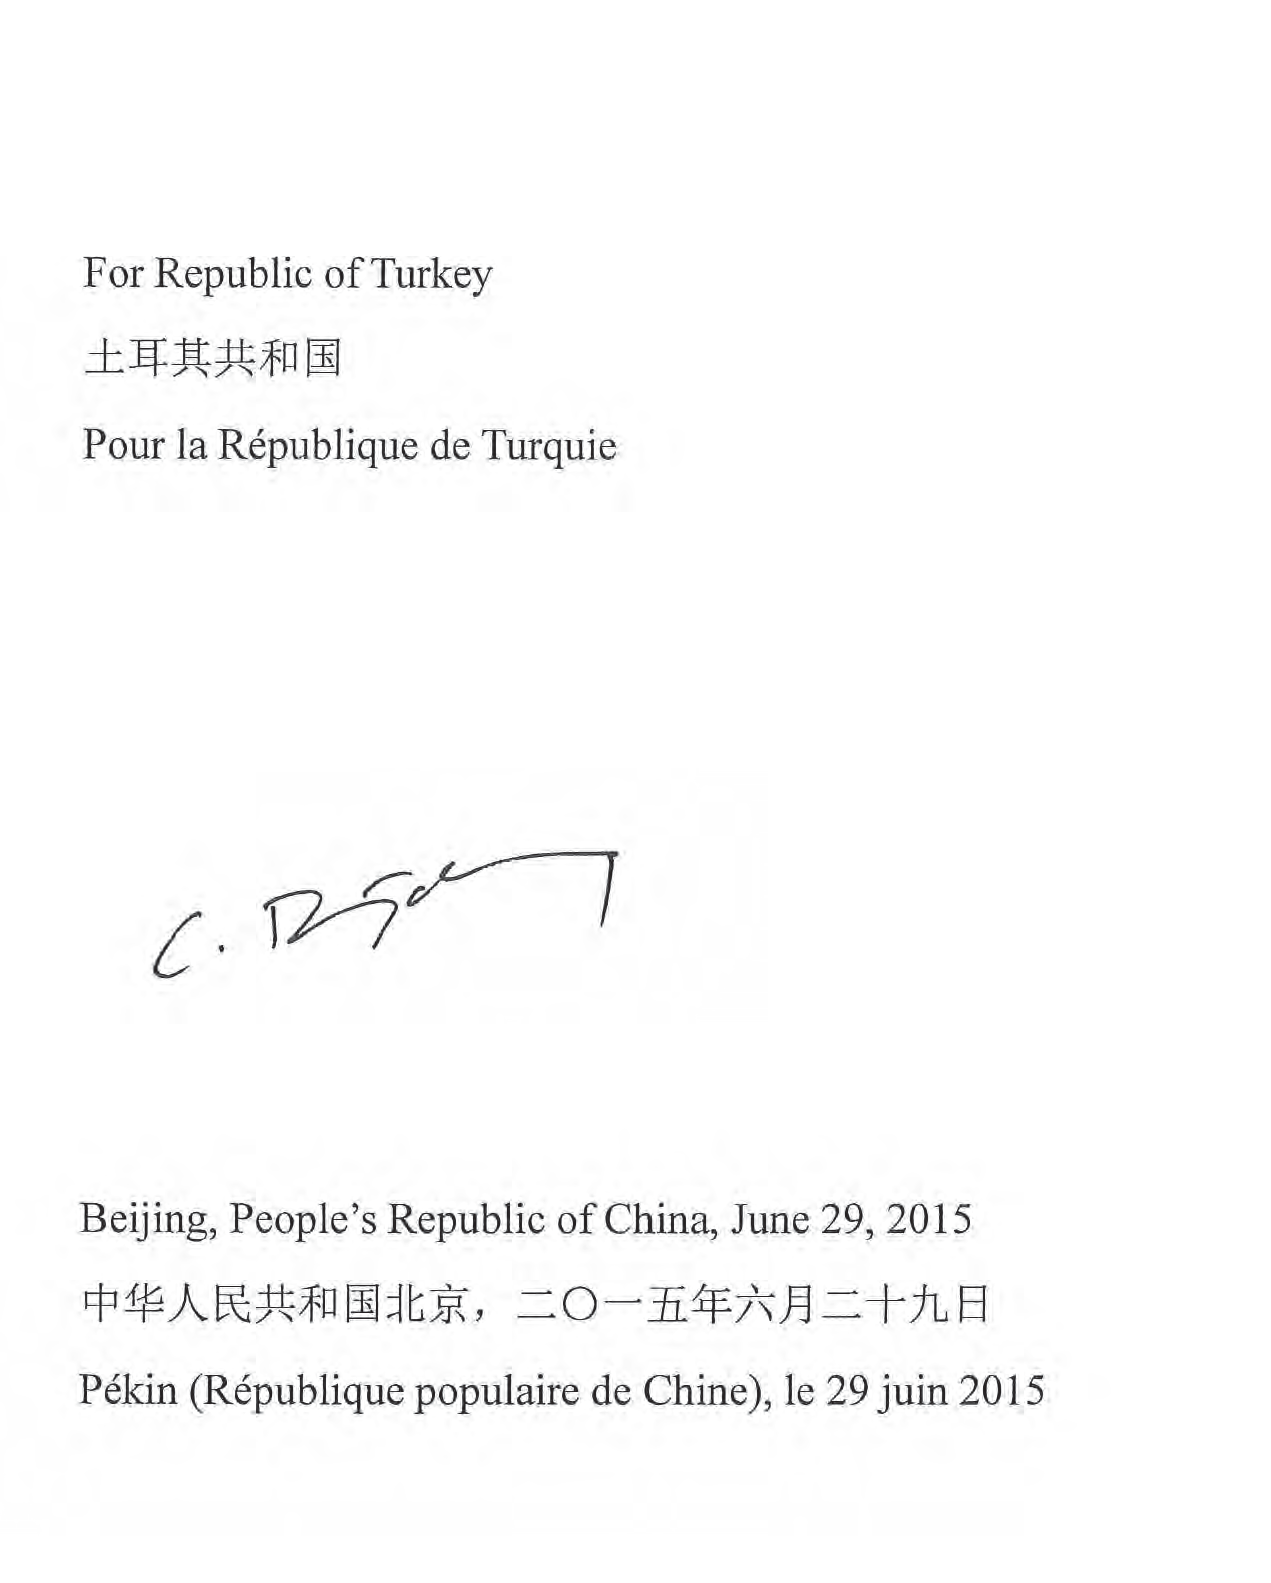 For Republic of Turkey
土耳其共和国
Pour la République de Turquie
Beijing, People's Republic of China, June 29, 2015
中华人民共和国北京，二〇一五年六月二十九日
Pékin (République populaire de Chine), le 29 juin 2015